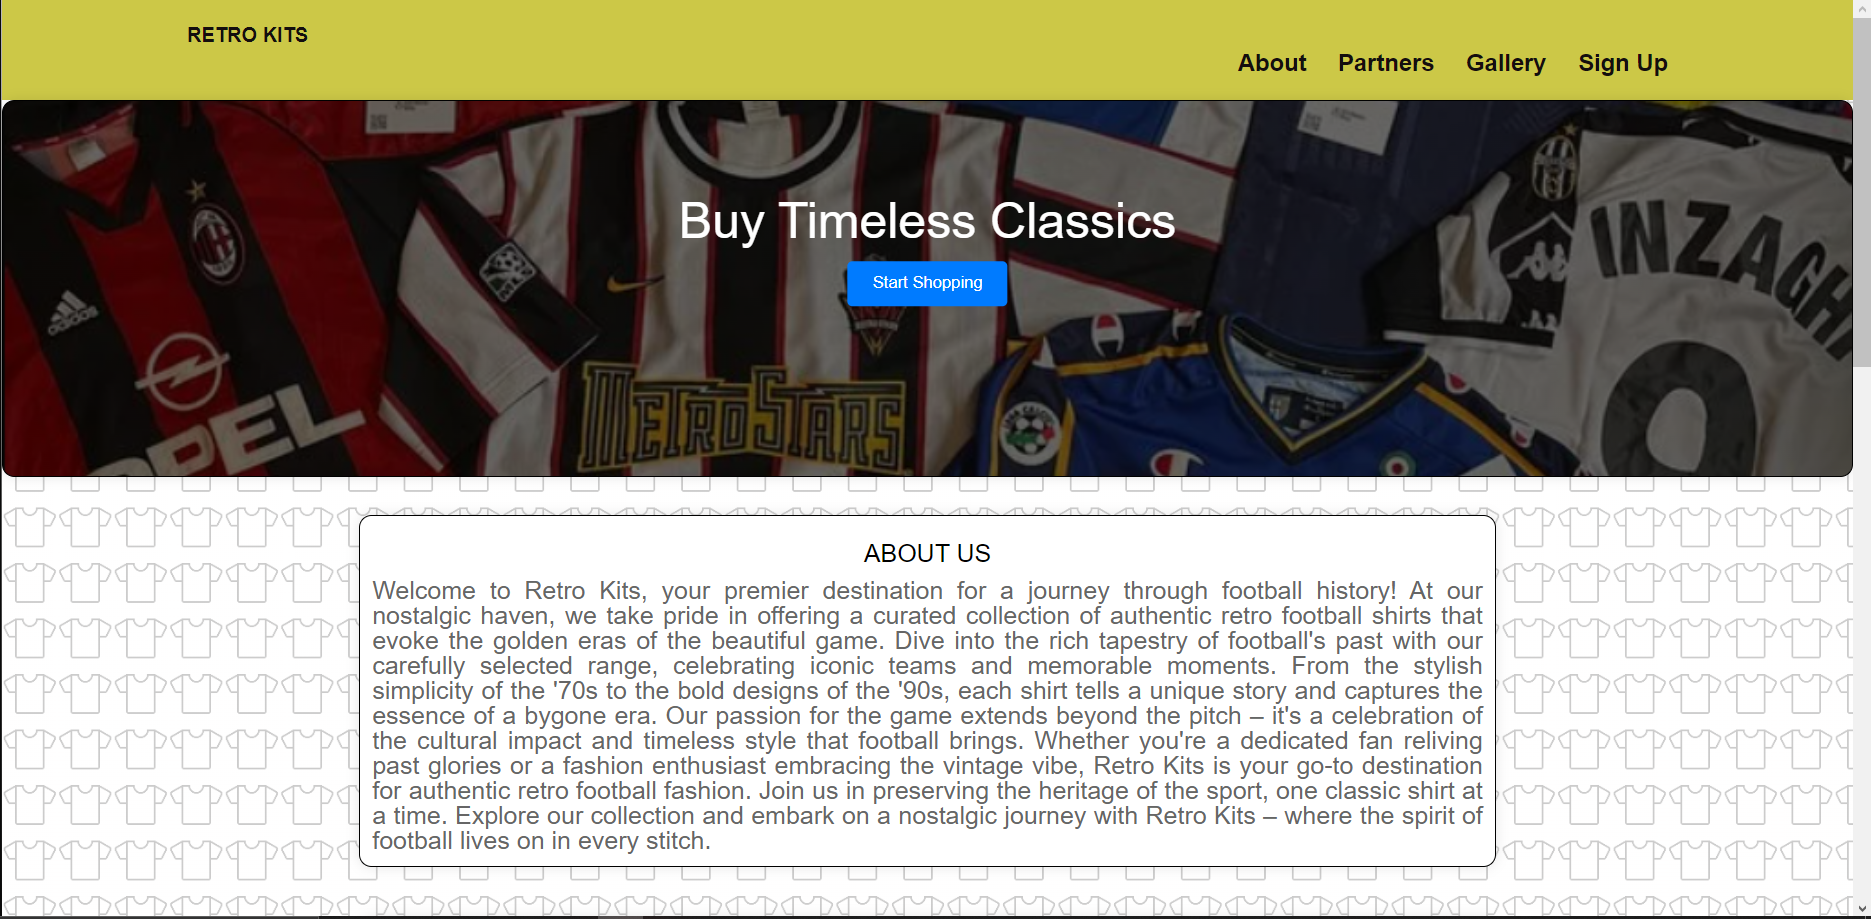 RETRO KITS
About Partners Gallery Sign Up
Buy Timeless Classics
Start Shopping
INZAGHI
adidas
OPEL
METROSTARS
ABOUT US
Welcome to Retro Kits, your premier destination for a journey through football history! At our
nostalgic haven, we take pride in offering a curated collection of authentic retro football shirts that
evoke the golden eras of the beautiful game. Dive into the rich tapestry of football's past with our
carefully selected range, celebrating iconic teams and memorable moments. From the stylish
simplicity of the '70s to the bold designs of the '90s, each shirt tells a unique story and captures the
essence of a bygone era. Our passion for the game extends beyond the pitch – it's a celebration of
the cultural impact and timeless style that football brings. Whether you're a dedicated fan reliving
past glories or a fashion enthusiast embracing the vintage vibe, Retro Kits is your go-to destination
for authentic retro football fashion. Join us in preserving the heritage of the sport, one classic shirt at
a time. Explore our collection and embark on a nostalgic journey with Retro Kits – where the spirit of
football lives on in every stitch.